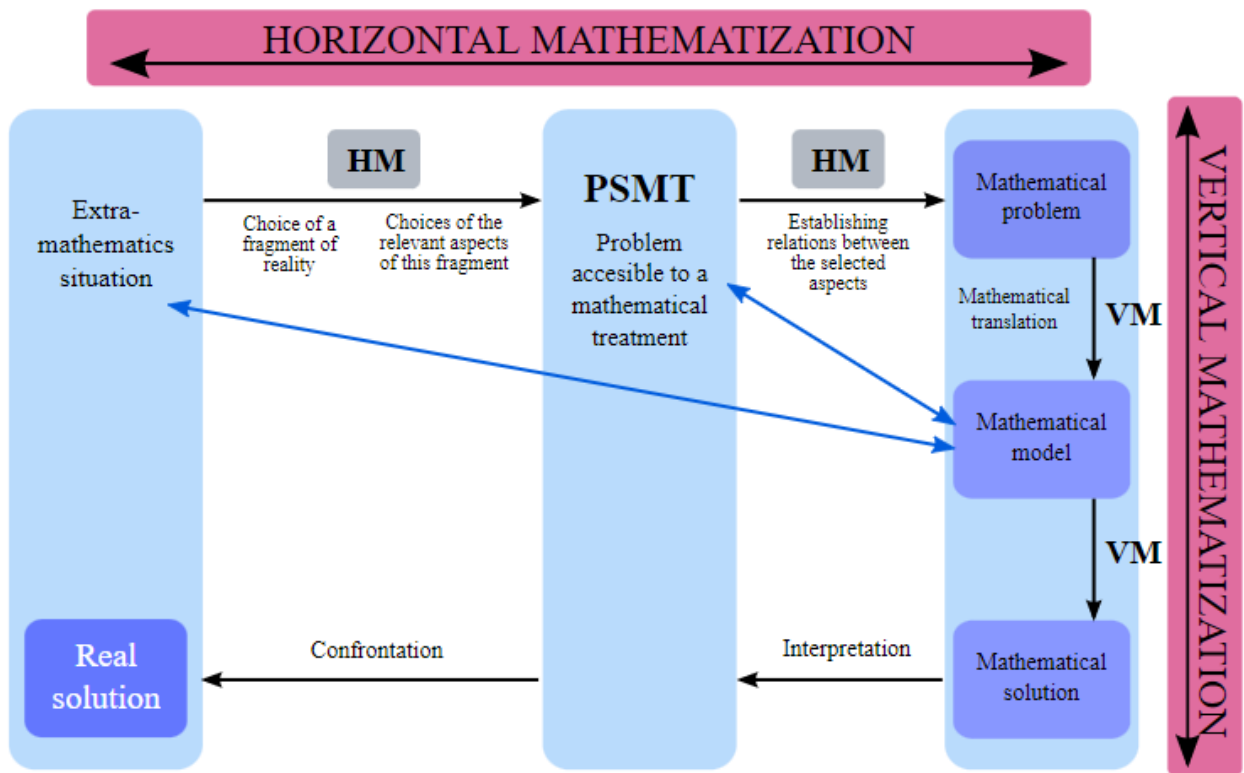 HORIZONTAL MATHEMATIZATION
Extra-
mathematics
situation
HM
Choice of a
fragment of
reality
Choices of the
relevant aspects
of this fragment
PSMT
Problem
accesible to a
mathematical
treatment
HM
Establishing
relations between
the selected
aspects
Mathematical
problem
Mathematical
translation
VM
Mathematical
model
VM
Mathematical
solution
Interpretation
Confrontation
Real
solution
VERTICAL MATHEMATIZATION